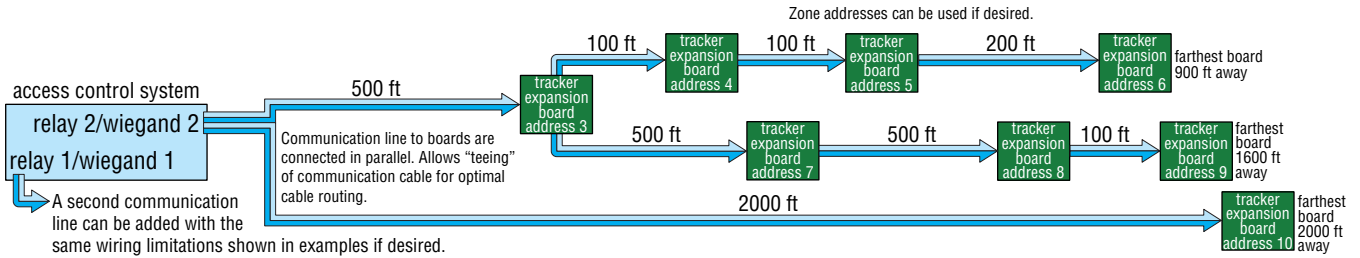 Zone addresses can be used if desired.
100 ft
100 ft
200 ft
tracker
expansion
board
address 4
tracker
expansion
board
address 5
tracker
expansion
board
address 6
farthest board
900 ft away
access control system
relay 2/wiegand 2
relay 1/wiegand 1
500 ft
tracker
expansion
board
address 3
Communication line to boards are
connected in parallel. Allows “teeing”
of communication cable for optimal
cable routing.
500 ft
500 ft
100 ft
tracker
expansion
board
address 7
tracker
expansion
board
address 8
tracker
expansion
board
address 9
farthest
board
1600 ft
away
A second communication
line can be added with the
same wiring limitations shown in examples if desired.
2000 ft
tracker
expansion
board
address 10
farthest
board
2000 ft
away